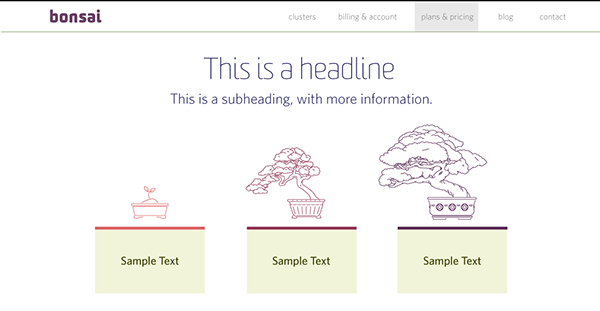 bonsai
clusters billing & account plans & pricing blog contact
This is a headline
This is a subheading, with more information.
Sample Text Sample Text Sample Text